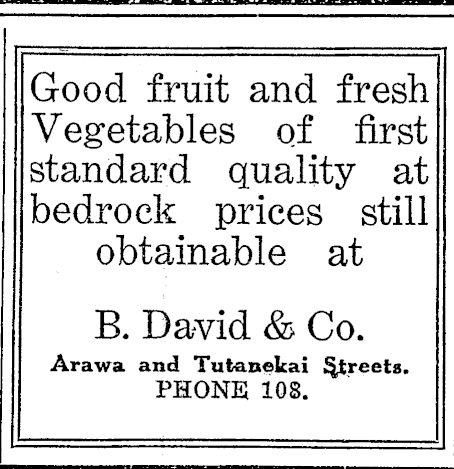 Good fruit and fresh
Vegetables of first
standard quality at
bedrock prices still
obtainable at
B. David & Co.
Arawa and Tutanekai Streets.
PHONE 108.